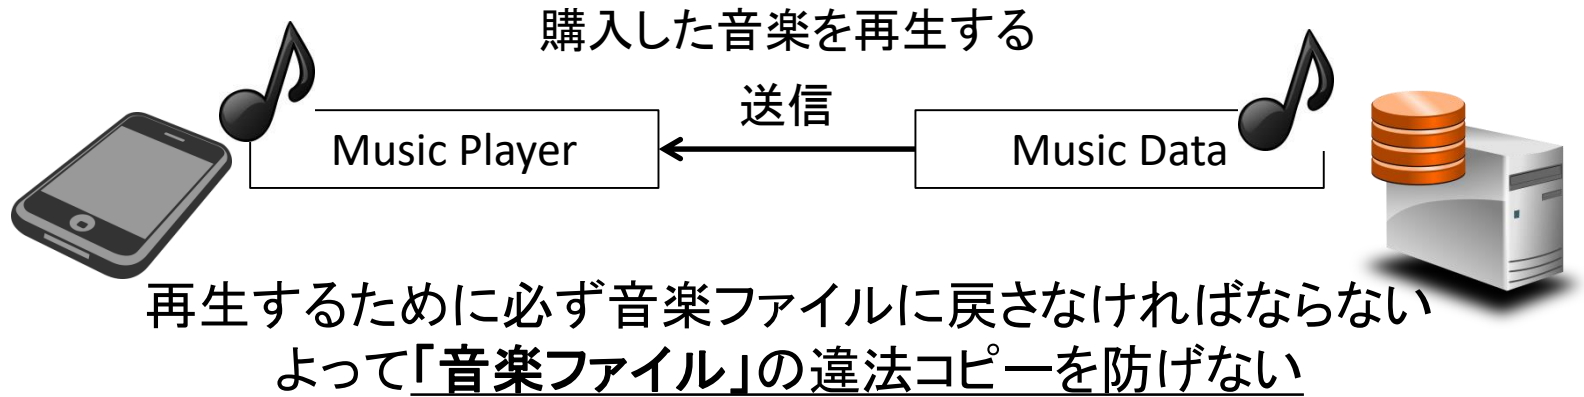 購入した音楽を再生する
送信
Music Player
Music Data
再生するために必ず音楽ファイルに戻さなければならない
よって「音楽ファイル」の違法コピーを防げない